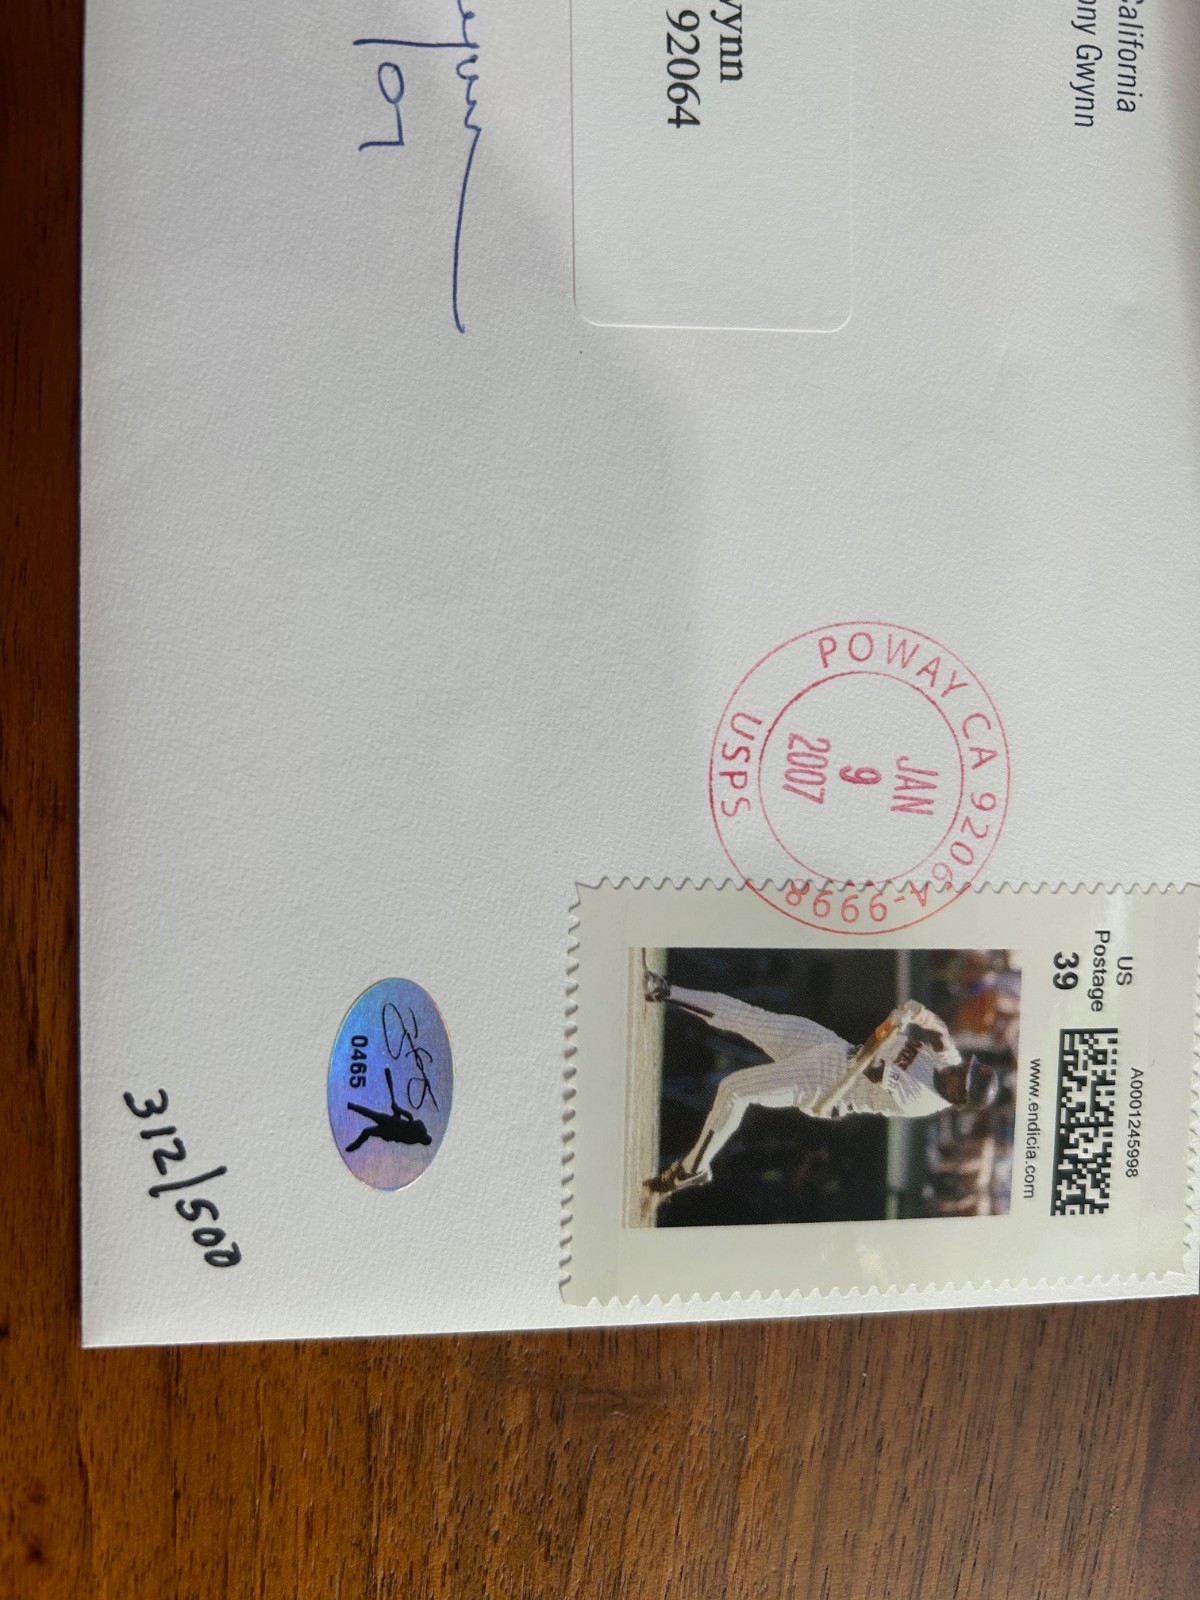 California
ony Gwynn
wynn
92064
/07
POWAY CA 92064-9998
JAN
9
2007
USPS
US
Postage
39
A0001245998
www.endicia.com
0465
312/500